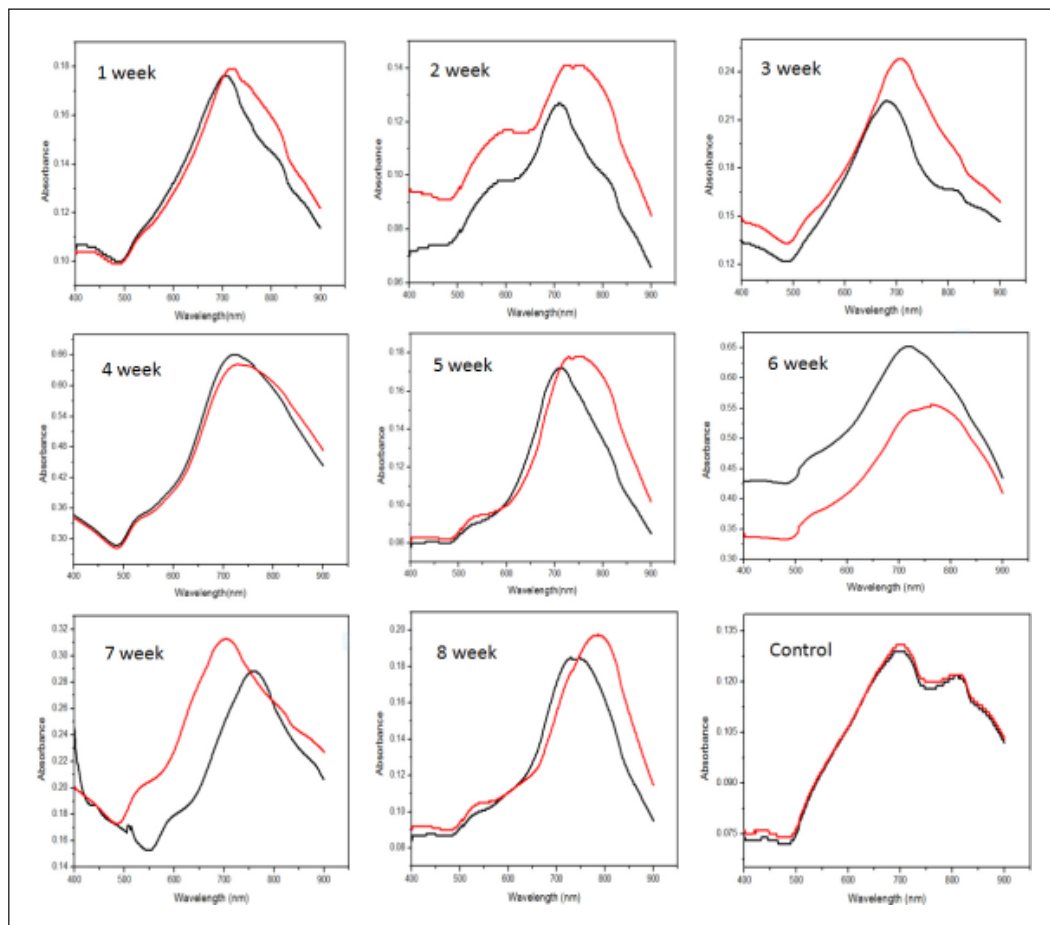 1 week
0.18
0.16
0.14
0.12
0.10
Absorbance
400 500 600 700 800 900
Wavelength(nm)
2 week
0.14
0.12
0.10
0.08
0.06
Absorbance
400 500 600 700 800 900
Wavelength(nm)
3 week
0.24
0.21
0.18
0.15
0.12
Absorbance
400 500 600 700 800 900
Wavelength (nm)
4 week
0.66
0.60
0.54
0.48
0.42
0.36
0.30
Absorbance
400 500 600 700 800 900
Wavelength(nm)
5 week
0.18
0.16
0.14
0.12
0.10
0.08
Absorbance
400 500 600 700 800 900
Wavelength(nm)
6 week
0.65
0.60
0.55
0.50
0.45
0.40
0.35
0.30
Absorbance
400 500 600 700 800 900
Wavelength (nm)
7 week
0.32
0.30
0.28
0.26
0.24
0.22
0.20
0.18
0.16
0.14
Absorbance
400 500 600 700 800 900
Wavelength (nm)
8 week
0.20
0.18
0.16
0.14
0.12
0.10
0.08
Absorbance
400 500 600 700 800 900
Wavelength (nm)
Control
0.135
0.120
0.105
0.090
0.075
Absorbance
400 500 600 700 800 900
Wavelength (nm)